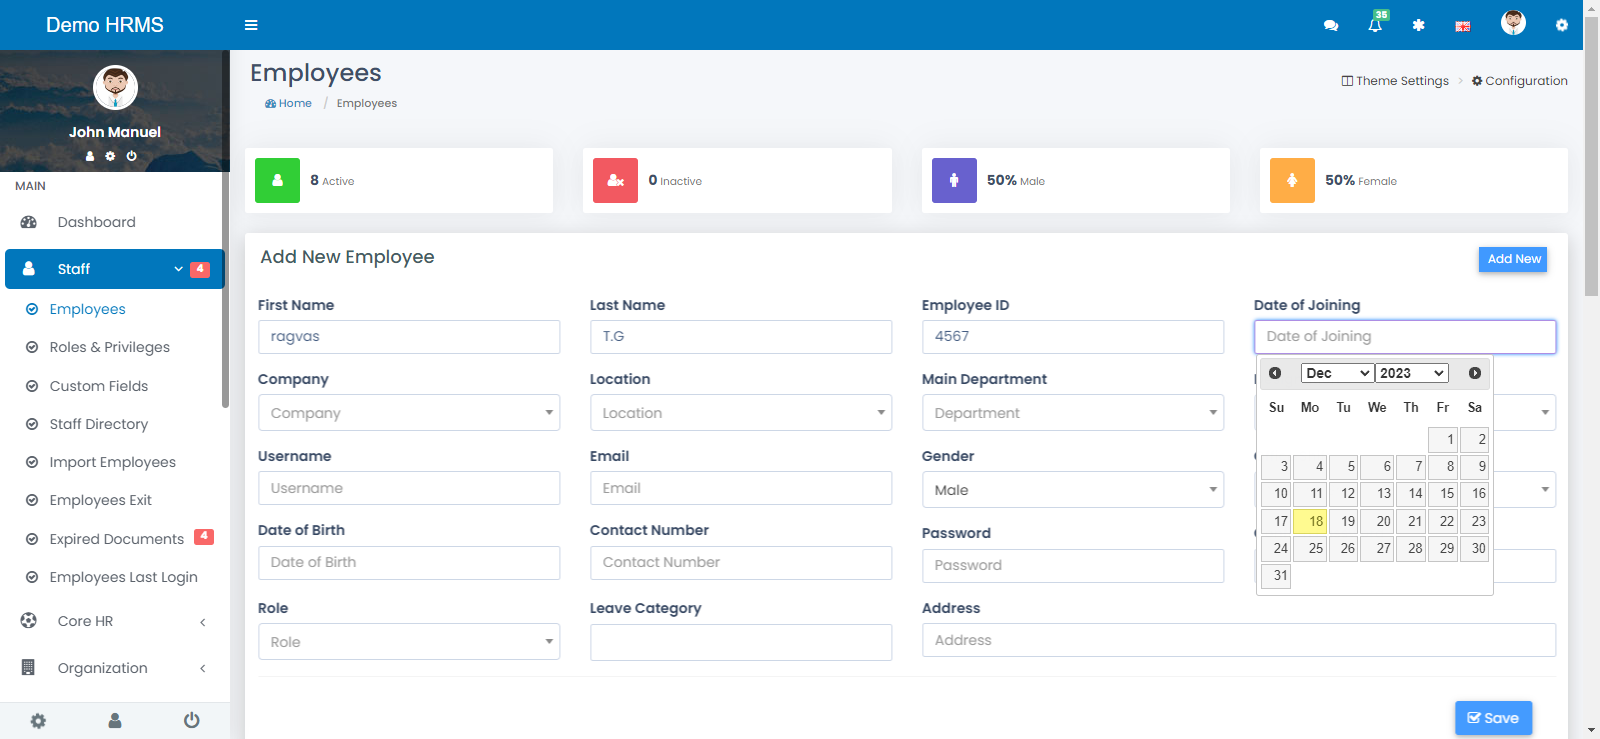 Demo HRMS
35
John Manuel
MAIN
Dashboard
Staff 4
Employees
Roles & Privileges
Custom Fields
Staff Directory
Import Employees
Employees Exit
Expired Documents 4
Employees Last Login
Core HR
Organization
Employees
Home / Employees
Theme Settings > Configuration
8 Active
0 Inactive
50% Male
50% Female
Add New Employee
Add New
First Name Last Name Employee ID Date of Joining
ragvas T.G 4567 Date of Joining
Company Location Main Department
Company Location Department
Username Email Gender
Username Email Male
Date of Birth Contact Number Password
Date of Birth Contact Number Password
Role Leave Category Address
Role Address
Dec 2023
Su Mo Tu We Th Fr Sa
1 2
3 4 5 6 7 8 9
10 11 12 13 14 15 16
17 18 19 20 21 22 23
24 25 26 27 28 29 30
31
Save